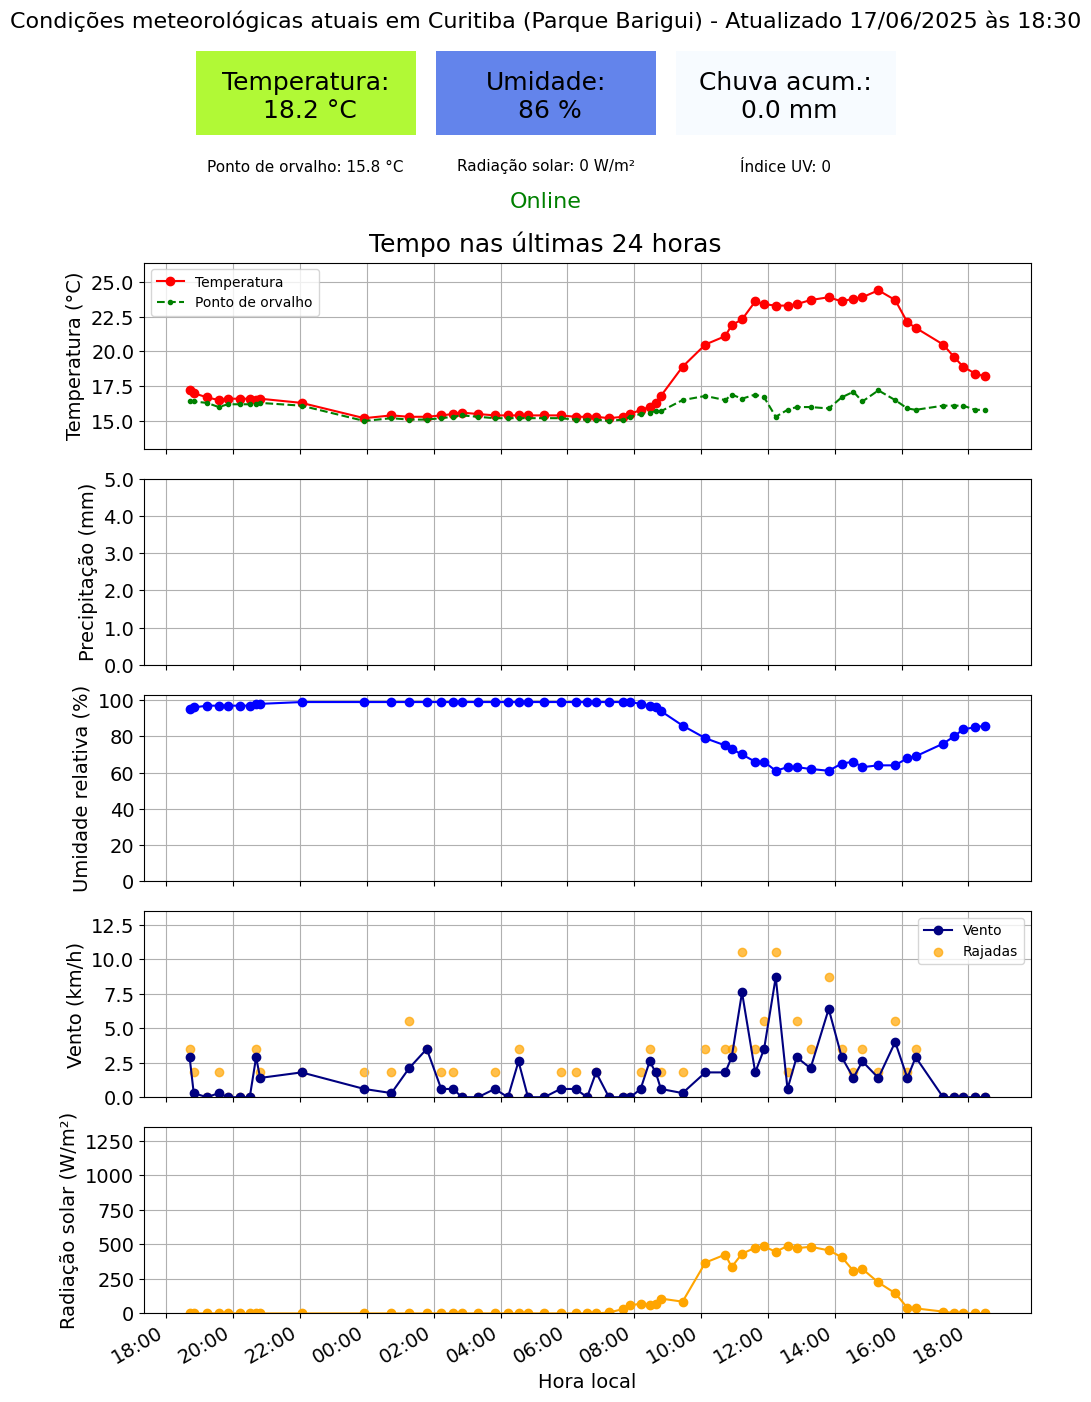 Condições meteorológicas atuais em Curitiba (Parque Barigui) - Atualizado 17/06/2025 às 18:30
Temperatura:
18.2 °C
Umidade:
86 %
Chuva acum.:
0.0 mm
Ponto de orvalho: 15.8 °C
Radiação solar: 0 W/m²
Índice UV: 0
Online
Tempo nas últimas 24 horas
Temperatura (°C)
25.0
22.5
20.0
17.5
15.0
Temperatura
Ponto de orvalho
Precipitação (mm)
5.0
4.0
3.0
2.0
1.0
0.0
Umidade relativa (%)
100
80
60
40
20
0
Vento (km/h)
12.5
10.0
7.5
5.0
2.5
0.0
Vento
Rajadas
Radiação solar (W/m²)
1250
1000
750
500
250
0
18:00
20:00
22:00
00:00
02:00
04:00
06:00
08:00
10:00
12:00
14:00
16:00
18:00
Hora local